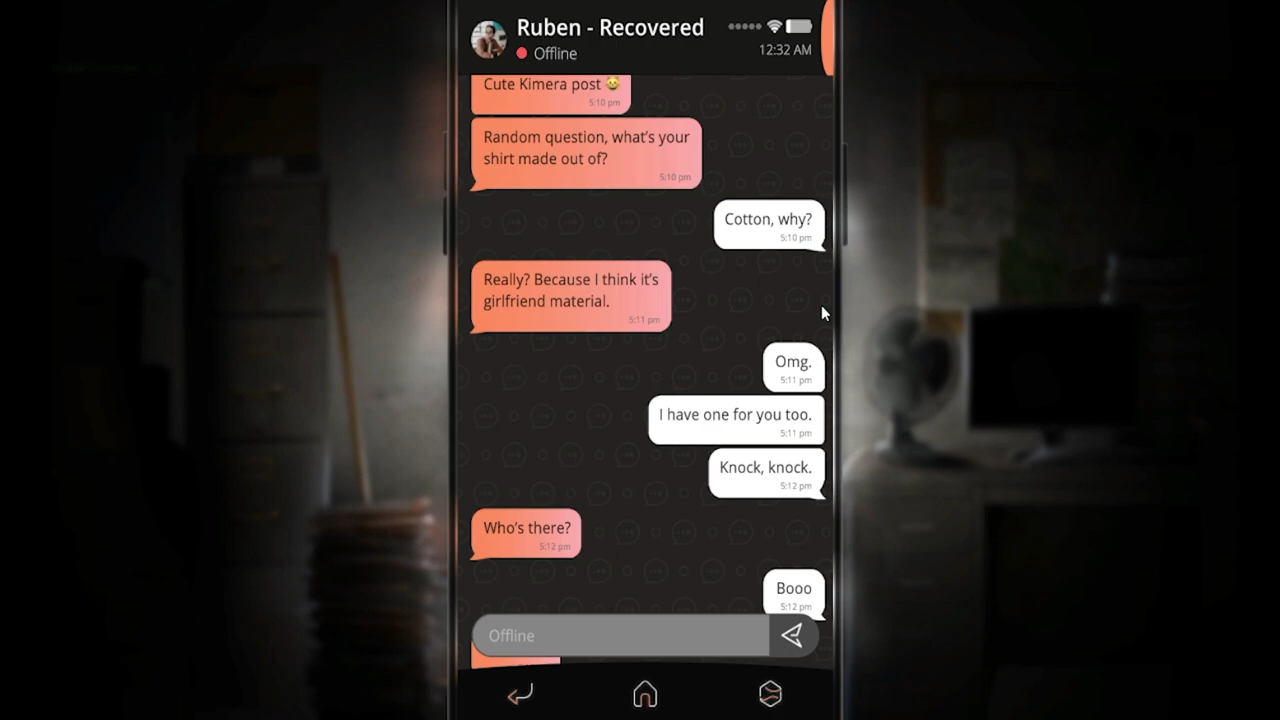 Ruben - Recovered
Offline
12:32 AM
Cute Kimera post
5:10 pm
Random question, what's your
shirt made out of?
5:10 pm
Cotton, why?
5:10 pm
Really? Because I think it's
girlfriend material.
5:11 pm
Omg.
5:11 pm
I have one for you too.
5:11 pm
Knock, knock.
5:12 pm
Who's there?
5:12 pm
Booo
5:12 pm
Offline